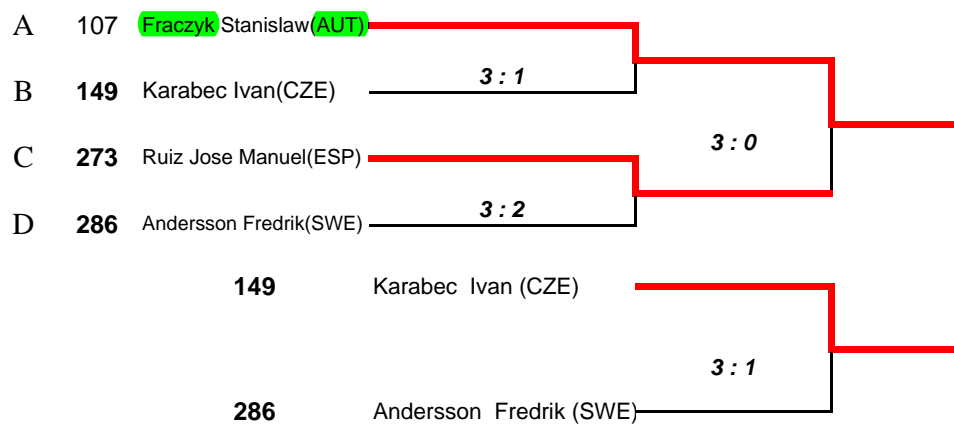 A 107 Fraczyk Stanislaw(AUT)
3 : 1
B 149 Karabec Ivan(CZE)
3 : 0
C 273 Ruiz Jose Manuel(ESP)
3 : 2
D 286 Andersson Fredrik(SWE)
149 Karabec Ivan (CZE)
3 : 1
286 Andersson Fredrik (SWE)